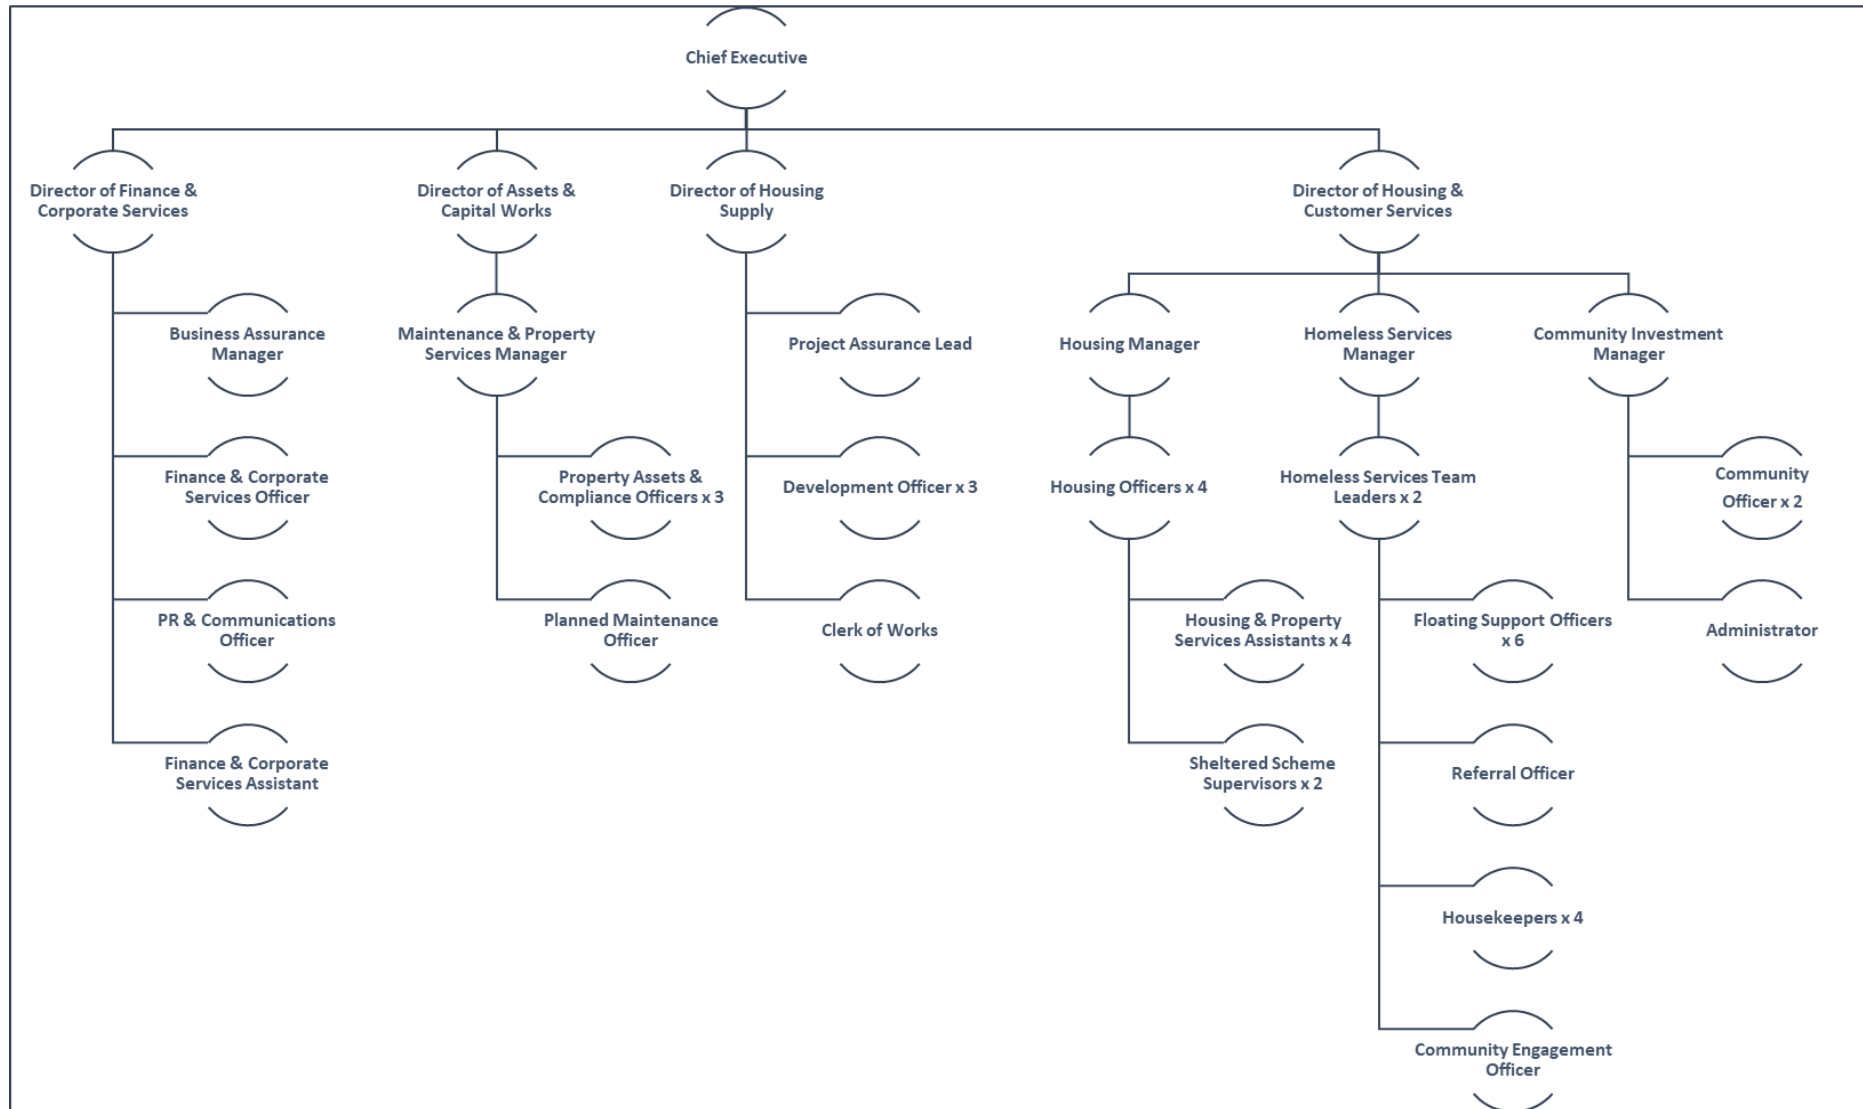 Chief Executive
Director of Finance &
Corporate Services
Director of Assets &
Capital Works
Director of Housing
Supply
Director of Housing &
Customer Services
Business Assurance
Manager
Maintenance & Property
Services Manager
Project Assurance Lead
Housing Manager
Homeless Services
Manager
Community Investment
Manager
Finance & Corporate
Services Officer
Property Assets &
Compliance Officers x 3
Development Officer x 3
Housing Officers x 4
Homeless Services Team
Leaders x 2
Community
Officer x 2
PR & Communications
Officer
Planned Maintenance
Officer
Clerk of Works
Housing & Property
Services Assistants x 4
Floating Support Officers
x 6
Administrator
Finance & Corporate
Services Assistant
Sheltered Scheme
Supervisors x 2
Referral Officer
Housekeepers x 4
Community Engagement
Officer